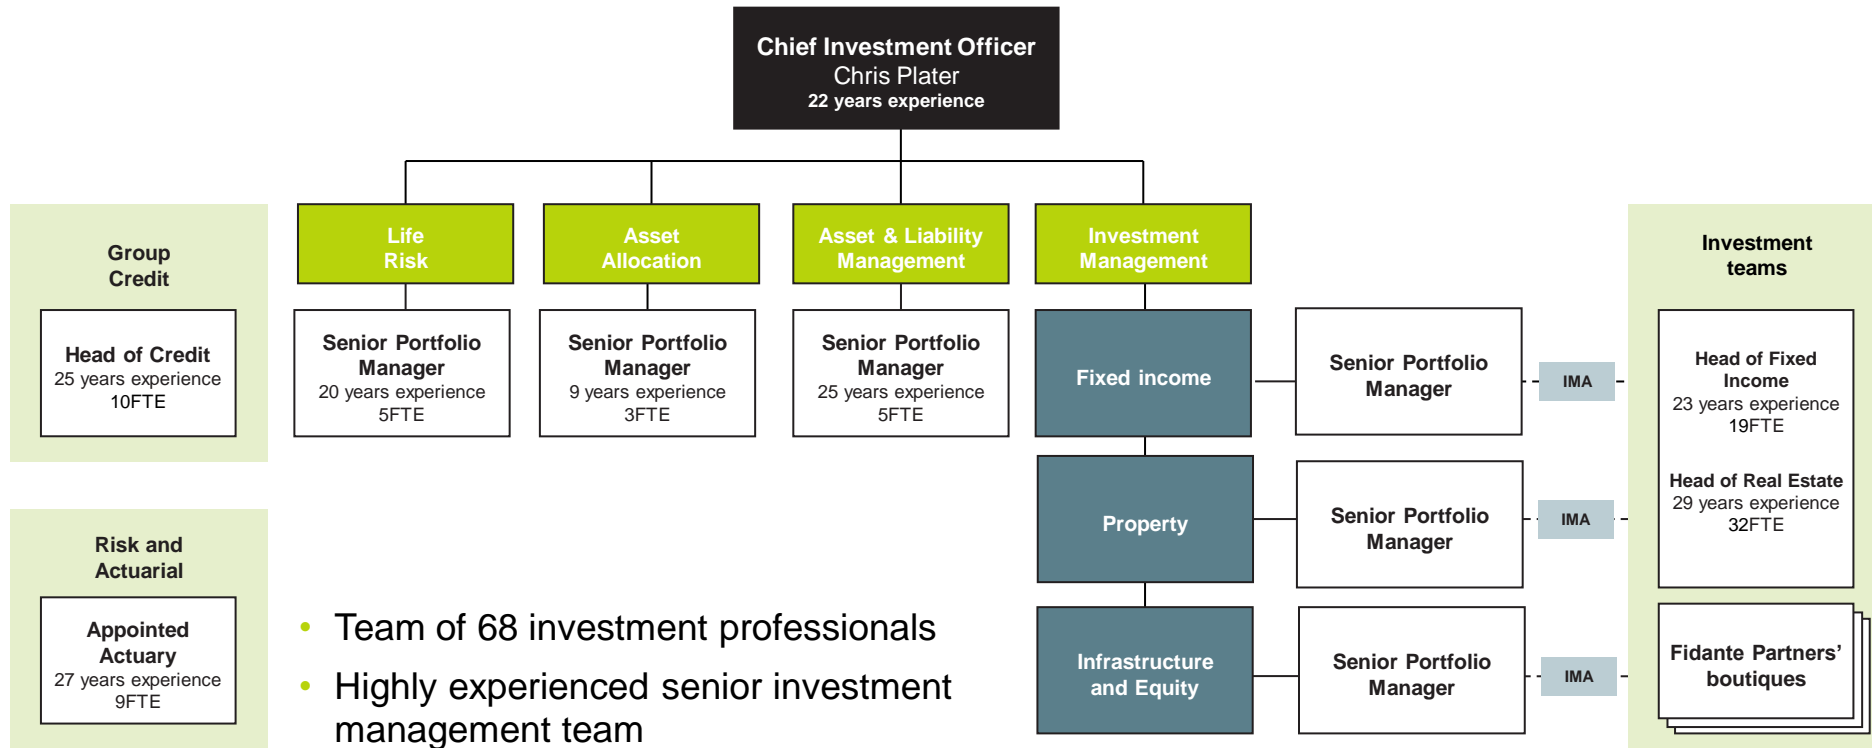 Chief Investment Officer
Chris Plater
22 years experience
Group
Credit
Head of Credit
25 years experience
10FTE
Risk and
Actuarial
Appointed
Actuary
27 years experience
9FTE
Life
Risk
Senior Portfolio
Manager
20 years experience
5FTE
Asset
Allocation
Senior Portfolio
Manager
9 years experience
3FTE
Asset & Liability
Management
Senior Portfolio
Manager
25 years experience
5FTE
Investment
Management
Fixed income
Senior Portfolio
Manager
IMA
Property
Senior Portfolio
Manager
IMA
Infrastructure
and Equity
Senior Portfolio
Manager
IMA
Investment
teams
Head of Fixed
Income
23 years experience
19FTE
Head of Real Estate
29 years experience
32FTE
Fidante Partners’
boutiques
• Team of 68 investment professionals
• Highly experienced senior investment
management team